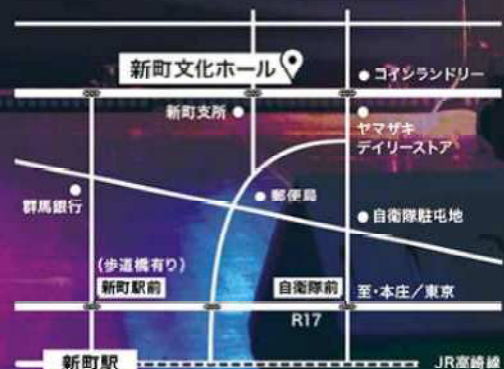 新町文化ホール
コインランドリー
新町支所
ヤマザキ
デイリーストア
群馬銀行
郵便局
自衛隊駐屯地
(歩道橋有り)
新町駅前
自衛隊前
至・本庄／東京
R17
新町駅
JR高崎線